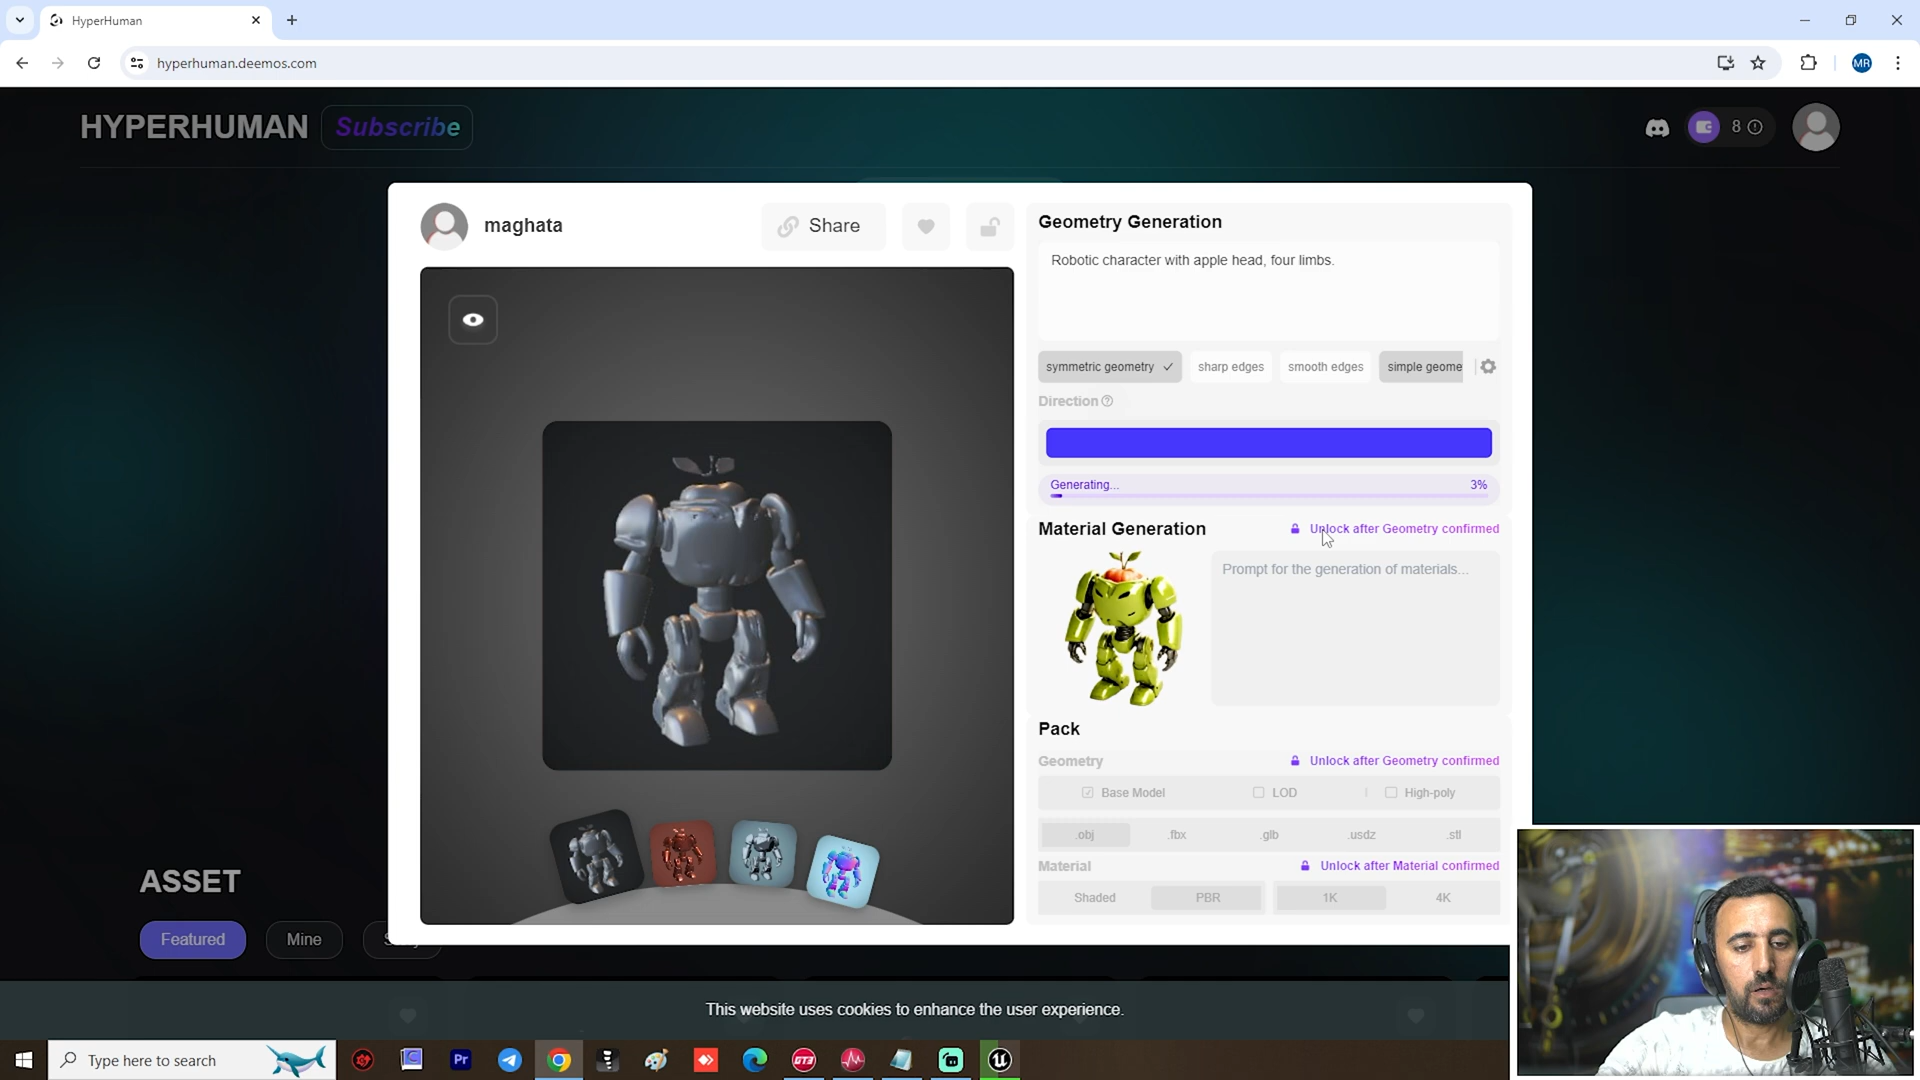 HyperHuman
hyperhuman.deemos.com
MR
HYPERHUMAN
Subscribe
8
maghata
Share
Geometry Generation
Robotic character with apple head, four limbs.
symmetric geometry
sharp edges
smooth edges
simple geome
Direction
Generating...
3%
Material Generation
Unlock after Geometry confirmed
Prompt for the generation of materials...
Pack
Geometry
Unlock after Geometry confirmed
Base Model
LOD
High-poly
.obj
.fbx
.glb
.usdz
.stl
Material
Unlock after Material confirmed
Shaded
PBR
1K
4K
ASSET
Featured
Mine
This website uses cookies to enhance the user experience.
Type here to search
Pr